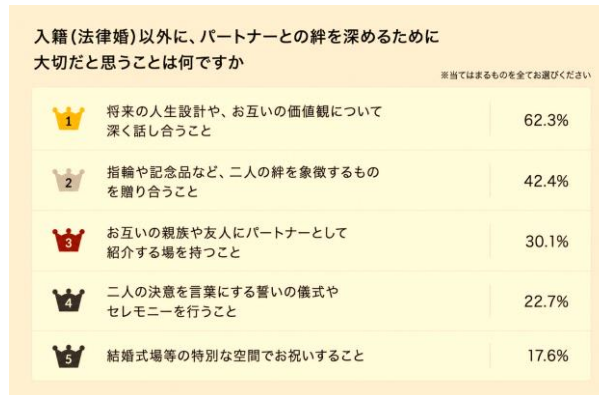 入籍(法律婚)以外に、パートナーとの絆を深めるために
大切だと思うことは何ですか
※当てはまるものを全てお選びください
1
将来の人生設計や、お互いの価値観について
深く話し合うこと
62.3%
2
指輪や記念品など、二人の絆を象徴するもの
を贈り合うこと
42.4%
3
お互いの親族や友人にパートナーとして
紹介する場を持つこと
30.1%
4
二人の決意を言葉にする誓いの儀式や
セレモニーを行うこと
22.7%
5
結婚式場等の特別な空間でお祝いすること
17.6%